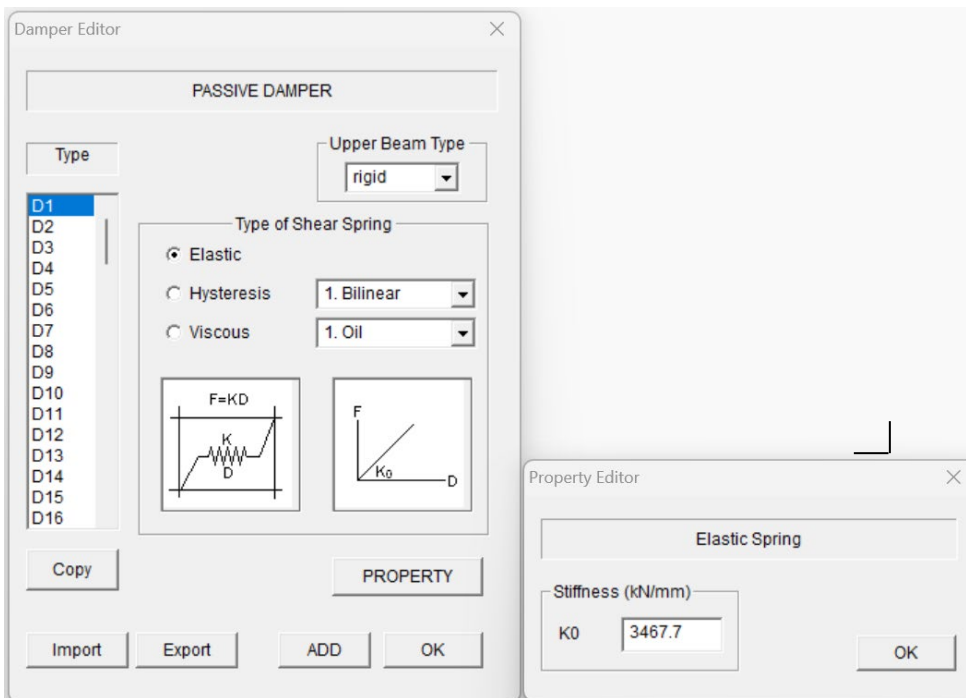 Damper Editor
PASSIVE DAMPER
Type
Upper Beam Type
rigid
D1
D2
D3
D4
D5
D6
D7
D8
D9
D10
D11
D12
D13
D14
D15
D16
Type of Shear Spring
Elastic
Hysteresis
1. Bilinear
Viscous
1. Oil
F=KD
K
D
F
K0
D
Copy
PROPERTY
Import
Export
ADD
OK
Property Editor
Elastic Spring
Stiffness (kN/mm)
K0
3467.7
OK